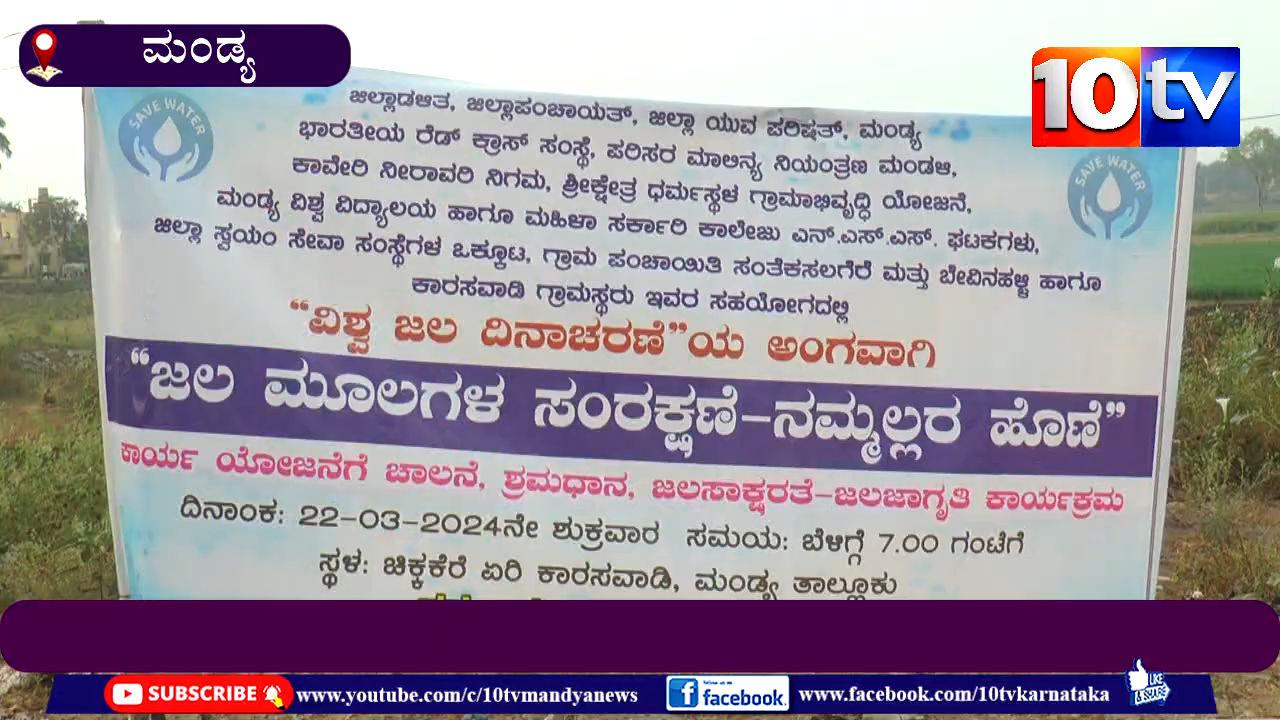 ಮಂಡ್ಯ
10tv
SAVE WATER
SAVE WATER
ಜಿಲ್ಲಾಡಳಿತ, ಜಿಲ್ಲಾಪಂಚಾಯತ್, ಜಿಲ್ಲಾ ಯುವ ಪರಿಷತ್, ಮಂಡ್ಯ
ಭಾರತೀಯ ರೆಡ್ ಕ್ರಾಸ್ ಸಂಸ್ಥೆ, ಪರಿಸರ ಮಾಲಿನ್ಯ ನಿಯಂತ್ರಣ ಮಂಡಳಿ,
ಕಾವೇರಿ ನೀರಾವರಿ ನಿಗಮ, ಶ್ರೀಕ್ಷೇತ್ರ ಧರ್ಮಸ್ಥಳ ಗ್ರಾಮಾಭಿವೃದ್ಧಿ ಯೋಜನೆ,
ಮಂಡ್ಯ ವಿಶ್ವ ವಿದ್ಯಾಲಯ ಹಾಗೂ ಮಹಿಳಾ ಸರ್ಕಾರಿ ಕಾಲೇಜು ಎನ್.ಎಸ್.ಎಸ್. ಘಟಕಗಳು,
ಜಿಲ್ಲಾ ಸ್ವಯಂ ಸೇವಾ ಸಂಸ್ಥೆಗಳ ಒಕ್ಕೂಟ, ಗ್ರಾಮ ಪಂಚಾಯಿತಿ ಸಂತೆಕಸಲಗೆರೆ ಮತ್ತು ಬೇವಿನಹಳ್ಳಿ ಹಾಗೂ
ಕಾರಸವಾಡಿ ಗ್ರಾಮಸ್ಥರು ಇವರ ಸಹಯೋಗದಲ್ಲಿ
“ವಿಶ್ವ ಜಲ ದಿನಾಚರಣೆ”ಯ ಅಂಗವಾಗಿ
“ಜಲ ಮೂಲಗಳ ಸಂರಕ್ಷಣೆ-ನಮ್ಮಲ್ಲರ ಹೊಣೆ”
ಕಾರ್ಯ ಯೋಜನೆಗೆ ಚಾಲನೆ, ಶ್ರಮಧಾನ, ಜಲಸಾಕ್ಷರತೆ-ಜಲಜಾಗೃತಿ ಕಾರ್ಯಕ್ರಮ
ದಿನಾಂಕ: 22-03-2024ನೇ ಶುಕ್ರವಾರ ಸಮಯ: ಬೆಳಿಗ್ಗೆ 7.00 ಗಂಟೆಗೆ
ಸ್ಥಳ: ಚಿಕ್ಕಕೆರೆ ಏರಿ ಕಾರಸವಾಡಿ, ಮಂಡ್ಯ ತಾಲ್ಲೂಕು
SUBSCRIBE www.youtube.com/c/10tvmandyanews facebook. www.facebook.com/10tvkarnataka LIKE & SHARE